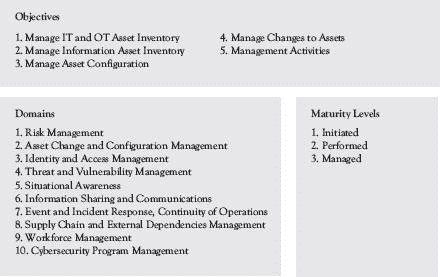 Objectives
1. Manage IT and OT Asset Inventory
2. Manage Information Asset Inventory
3. Manage Asset Configuration
4. Manage Changes to Assets
5. Management Activities
Domains
1. Risk Management
2. Asset Change and Configuration Management
3. Identity and Access Management
4. Threat and Vulnerability Management
5. Situational Awareness
6. Information Sharing and Communications
7. Event and Incident Response, Continuity of Operations
8. Supply Chain and External Dependencies Management
9. Workforce Management
10. Cybersecurity Program Management
Maturity Levels
1. Initiated
2. Performed
3. Managed